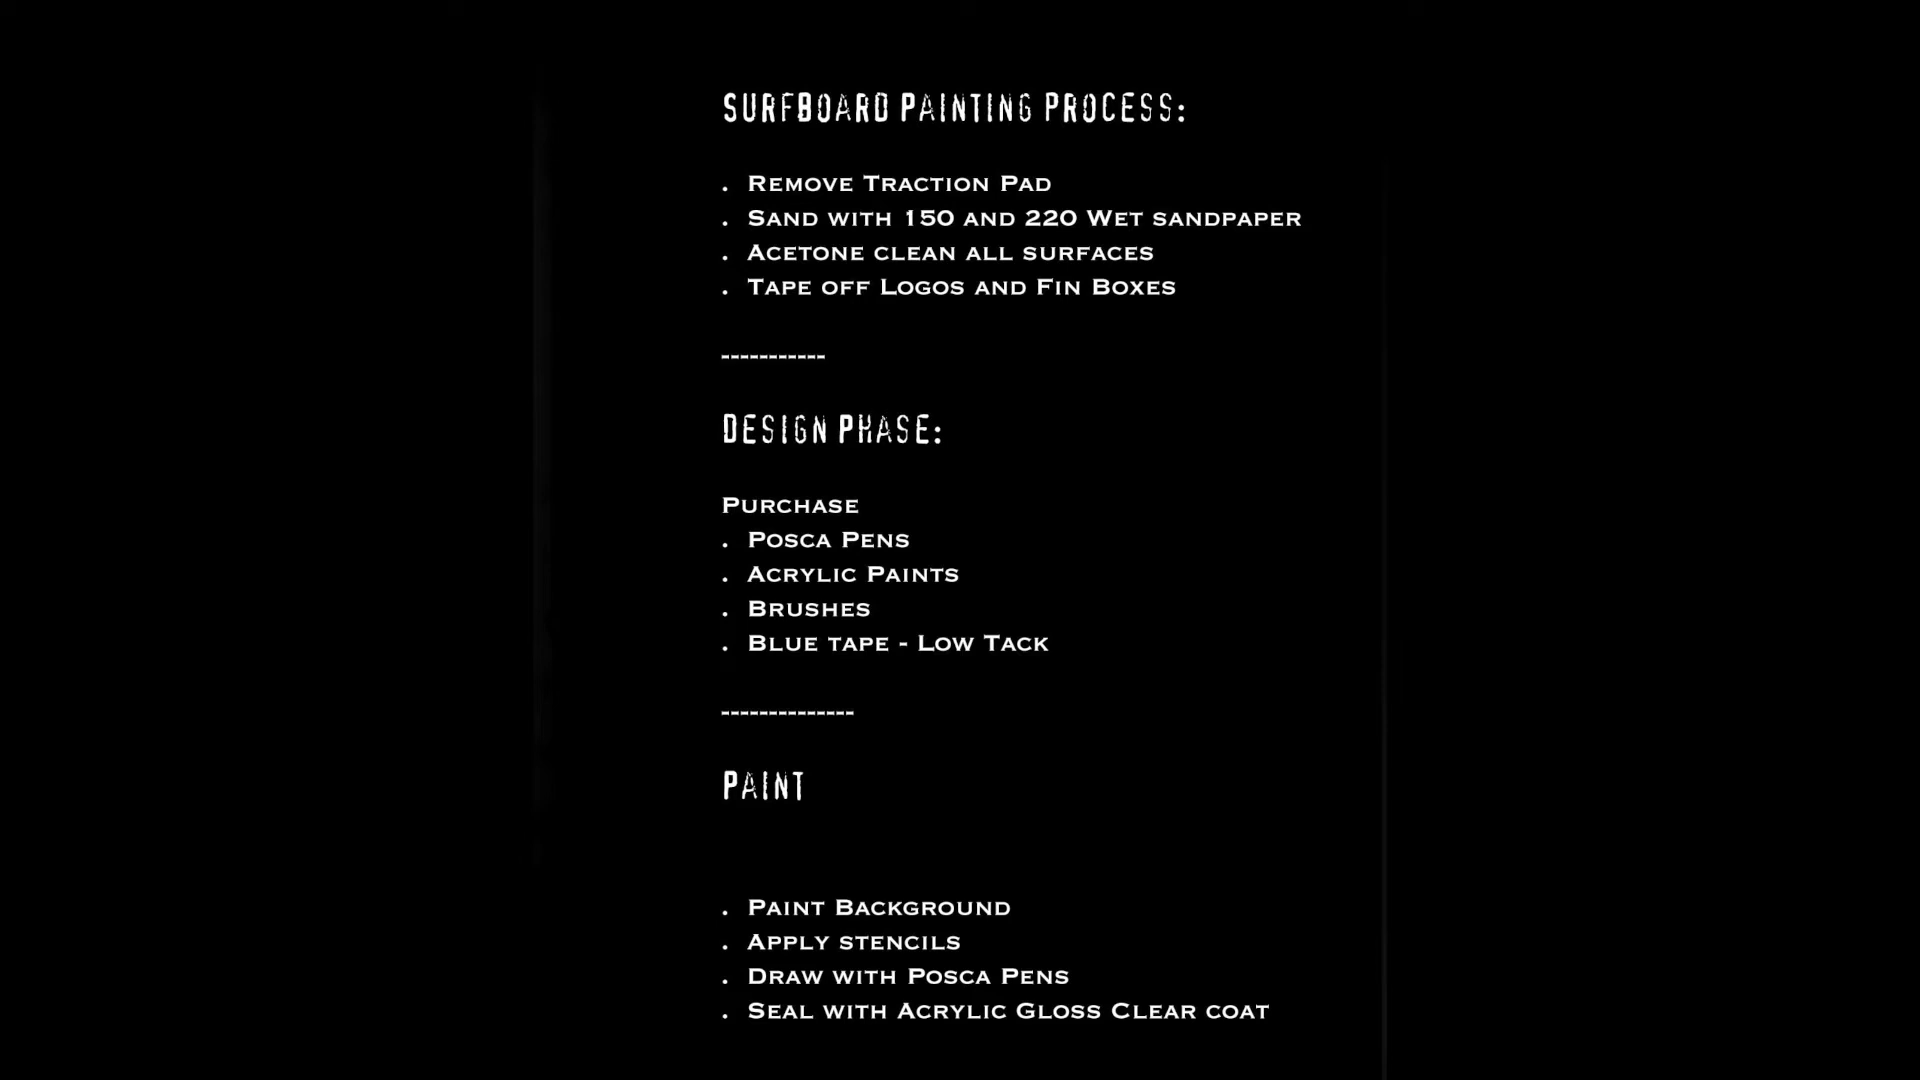 Surfboard Painting Process:
. Remove Traction Pad
. Sand with 150 and 220 Wet sandpaper
. Acetone clean all surfaces
. Tape off Logos and Fin Boxes
-----------
Design Phase:
Purchase
. Posca Pens
. Acrylic Paints
. Brushes
. Blue tape - Low Tack
--------------
Paint
. Paint Background
. Apply stencils
. Draw with Posca Pens
. Seal with Acrylic Gloss Clear coat